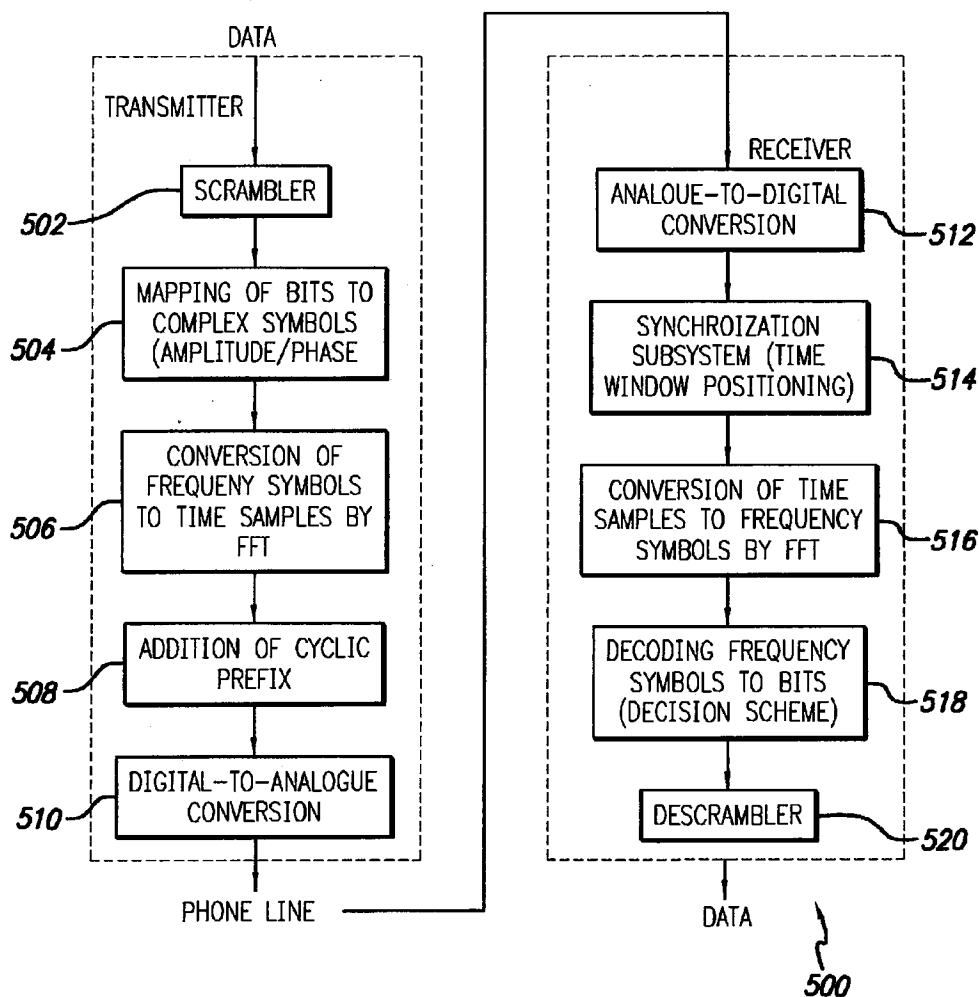 DATA
TRANSMITTER
502
SCRAMBLER
504
MAPPING OF BITS TO
COMPLEX SYMBOLS
(AMPLITUDE/PHASE
506
CONVERSION OF
FREQUENY SYMBOLS
TO TIME SAMPLES BY
FFT
508
ADDITION OF CYCLIC
PREFIX
510
DIGITAL-TO-ANALOGUE
CONVERSION
PHONE LINE
RECEIVER
ANALOUE-TO-DIGITAL
CONVERSION
512
SYNCHROIZATION
SUBSYSTEM (TIME
WINDOW POSITIONING)
514
CONVERSION OF TIME
SAMPLES TO FREQUENCY
SYMBOLS BY FFT
516
DECODING FREQUENCY
SYMBOLS TO BITS
(DECISION SCHEME)
518
DESCRAMBLER
520
DATA
500